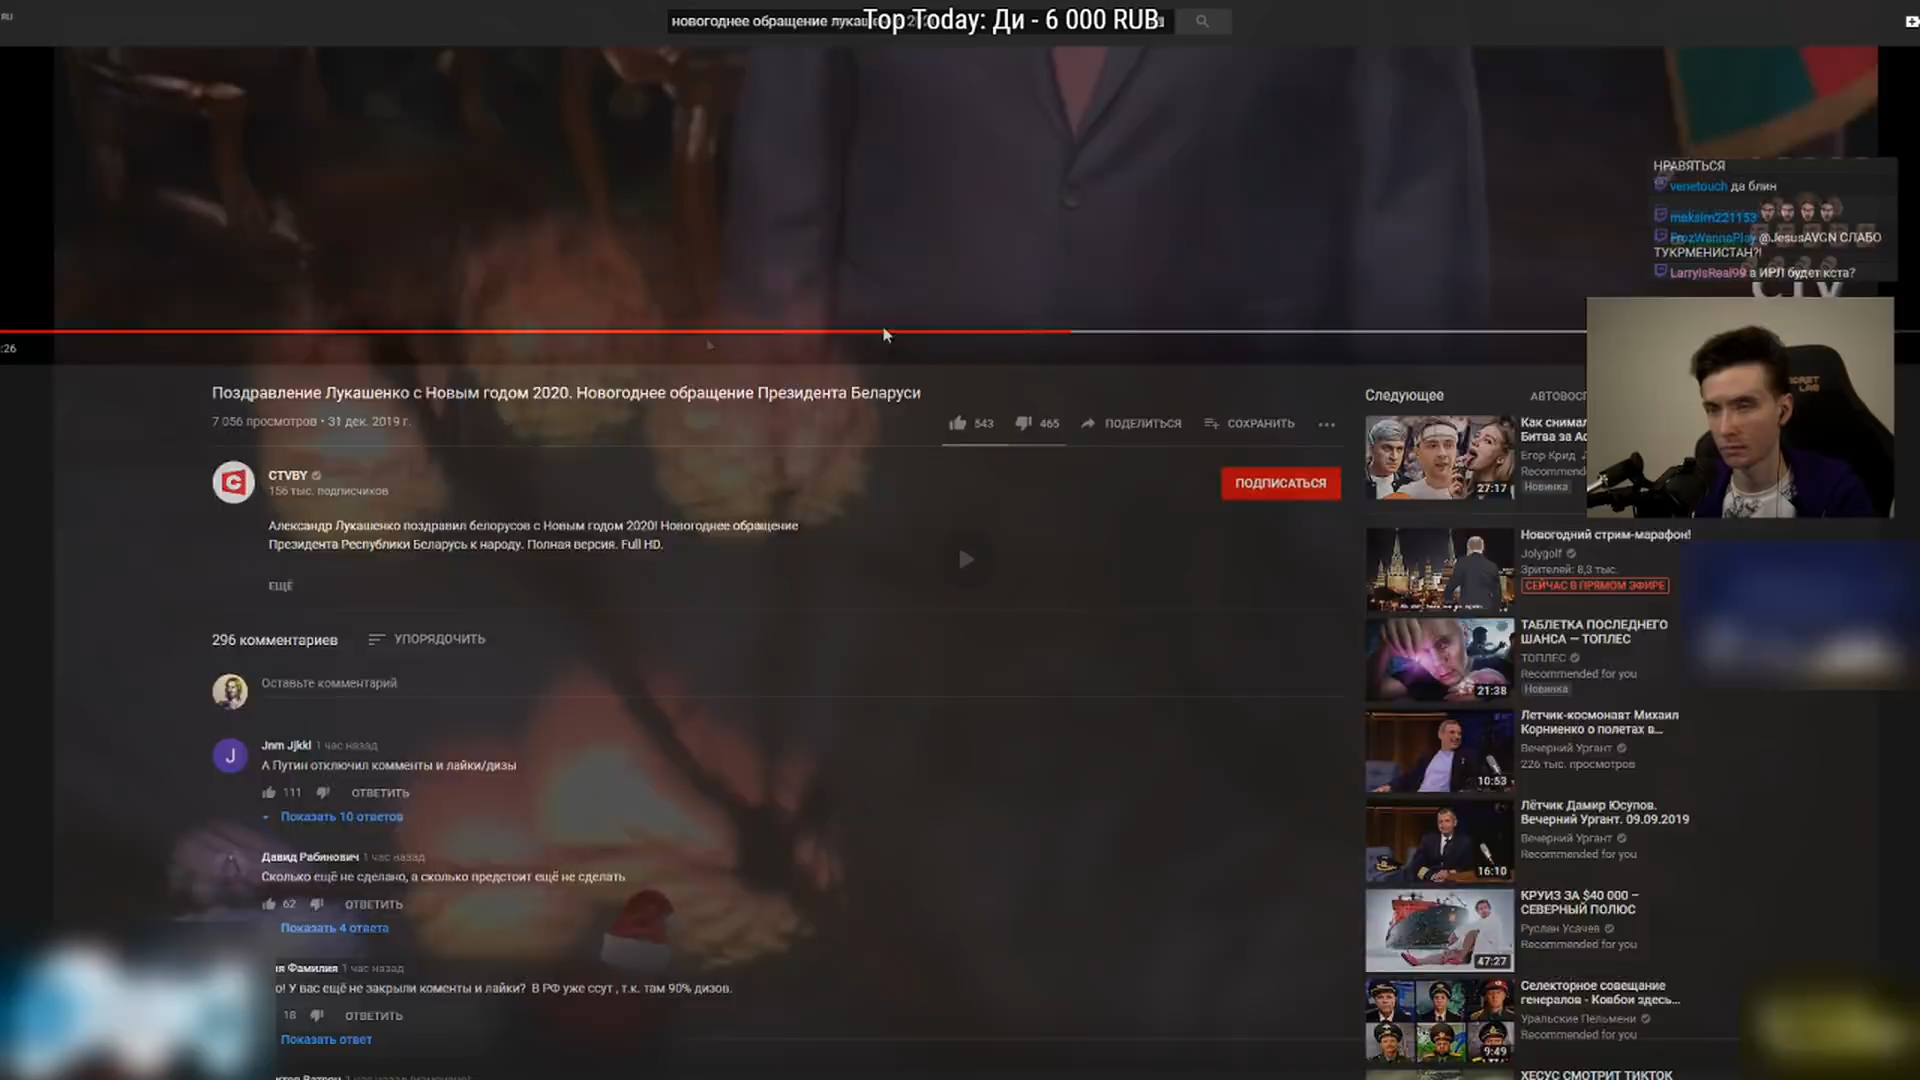 RU
новогоднее обращение лука
Top Today: Ди - 6 000 RUB
НРАВЯТЬСЯ
venetouch да блин
maksim221153
FrozWannaPlay @JesusAVGN СЛАБО
ТУКРМЕНИСТАН?!
LarryIsReal99 а ИРЛ будет кста?
CTV
:26
Поздравление Лукашенко с Новым годом 2020. Новогоднее обращение Президента Беларуси
7 056 просмотров • 31 дек. 2019 г.
543
465
ПОДЕЛИТЬСЯ
СОХРАНИТЬ
CTVBY
156 тыс. подписчиков
ПОДПИСАТЬСЯ
Александр Лукашенко поздравил белорусов с Новым годом 2020! Новогоднее обращение
Президента Республики Беларусь к народу. Полная версия. Full HD.
ЕЩЁ
296 комментариев
УПОРЯДОЧИТЬ
Оставьте комментарий
J
Jnm Jjkkl 1 час назад
А Путин отключил комменты и лайки/дизы
111
ОТВЕТИТЬ
Показать 10 ответов
Давид Рабинович 1 час назад
Сколько ещё не сделано, а сколько предстоит ещё не сделать
62
ОТВЕТИТЬ
Показать 4 ответа
я Фамилия 1 час назад
о! У вас ещё не закрыли коменты и лайки? В РФ уже ссут , т.к. там 90% дизов.
18
ОТВЕТИТЬ
Показать ответ
Следующее
АВТОВОСП
Как снимал
Битва за Ас
Егор Крид
Recommend
Новинка
27:17
Новогодний стрим-марафон!
Jolygolf
Зрителей: 8,3 тыс.
СЕЙЧАС В ПРЯМОМ ЭФИРЕ
ТАБЛЕТКА ПОСЛЕДНЕГО
ШАНСА — ТОПЛЕС
ТОПЛЕС
Recommended for you
Новинка
21:38
Летчик-космонавт Михаил
Корниенко о полетах в...
Вечерний Ургант
226 тыс. просмотров
10:53
Лётчик Дамир Юсупов.
Вечерний Ургант. 09.09.2019
Вечерний Ургант
Recommended for you
16:10
КРУИЗ ЗА $40 000 –
СЕВЕРНЫЙ ПОЛЮС
Руслан Усачев
Recommended for you
47:27
Селекторное совещание
генералов - Ковбои здесь...
Уральские Пельмени
Recommended for you
9:49
ХЕСУС СМОТРИТ ТИКТОК